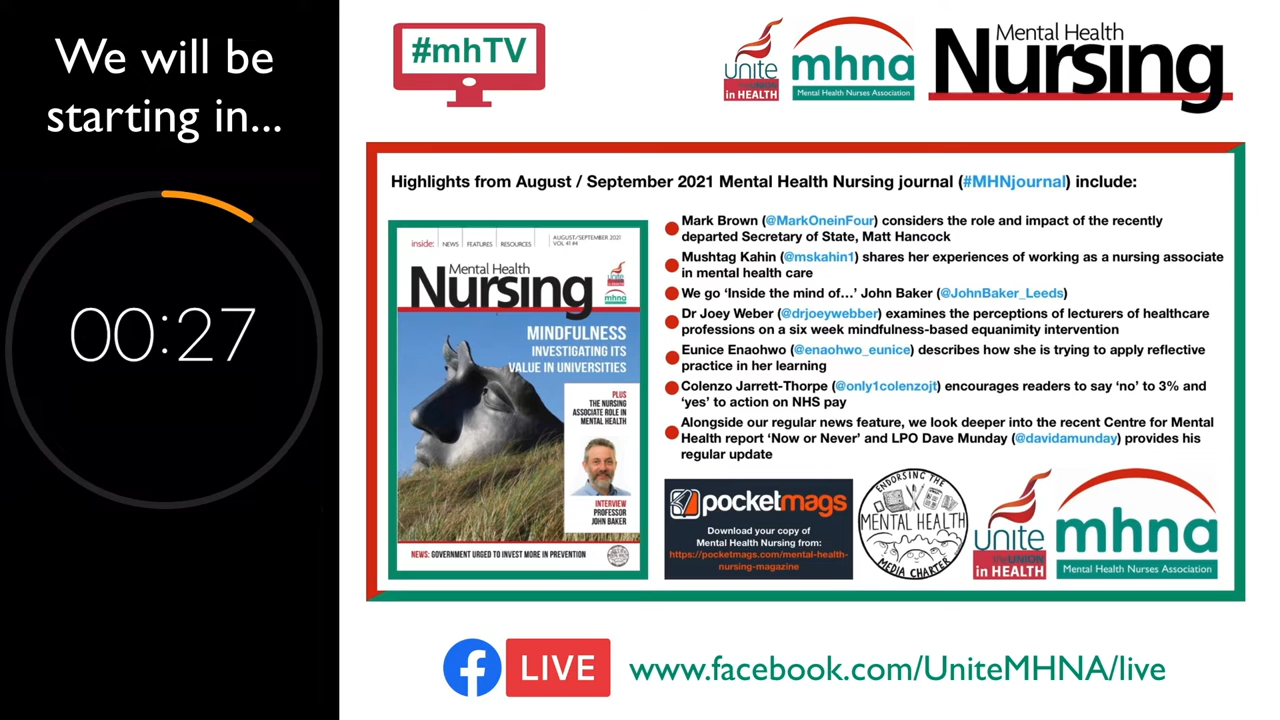 We will be
starting in...
00:27
#mhTV
unite
in HEALTH
mhna
Mental Health Nurses Association
Mental Health
Nursing
Highlights from August / September 2021 Mental Health Nursing journal (#MHNjournal) include:
inside: NEWS FEATURES RESOURCES
AUGUST/SEPTEMBER 2021
VOL 41 #4
Mental Health
Nursing
unite
mhna
MINDFULNESS
INVESTIGATING ITS
VALUE IN UNIVERSITIES
PLUS
THE NURSING
ASSOCIATE ROLE IN
MENTAL HEALTH
INTERVIEW
PROFESSOR
JOHN BAKER
NEWS: GOVERNMENT URGED TO INVEST MORE IN PREVENTION
Mark Brown (@MarkOneinFour) considers the role and impact of the recently
departed Secretary of State, Matt Hancock
Mushtag Kahin (@mskahin1) shares her experiences of working as a nursing associate
in mental health care
We go ‘Inside the mind of…’ John Baker (@JohnBaker_Leeds)
Dr Joey Weber (@drjoeywebber) examines the perceptions of lecturers of healthcare
professions on a six week mindfulness-based equanimity intervention
Eunice Enaohwo (@enaohwo_eunice) describes how she is trying to apply reflective
practice in her learning
Colenzo Jarrett-Thorpe (@only1colenzojt) encourages readers to say ‘no’ to 3% and
‘yes’ to action on NHS pay
Alongside our regular news feature, we look deeper into the recent Centre for Mental
Health report ‘Now or Never’ and LPO Dave Munday (@davidamunday) provides his
regular update
pocketmags
Download your copy of
Mental Health Nursing from:
https://pocketmags.com/mental-health-
nursing-magazine
ENDORSING THE
MENTAL HEALTH
MEDIA CHARTER
unite
the UNION
in HEALTH
mhna
Mental Health Nurses Association
LIVE
www.facebook.com/UniteMHNA/live